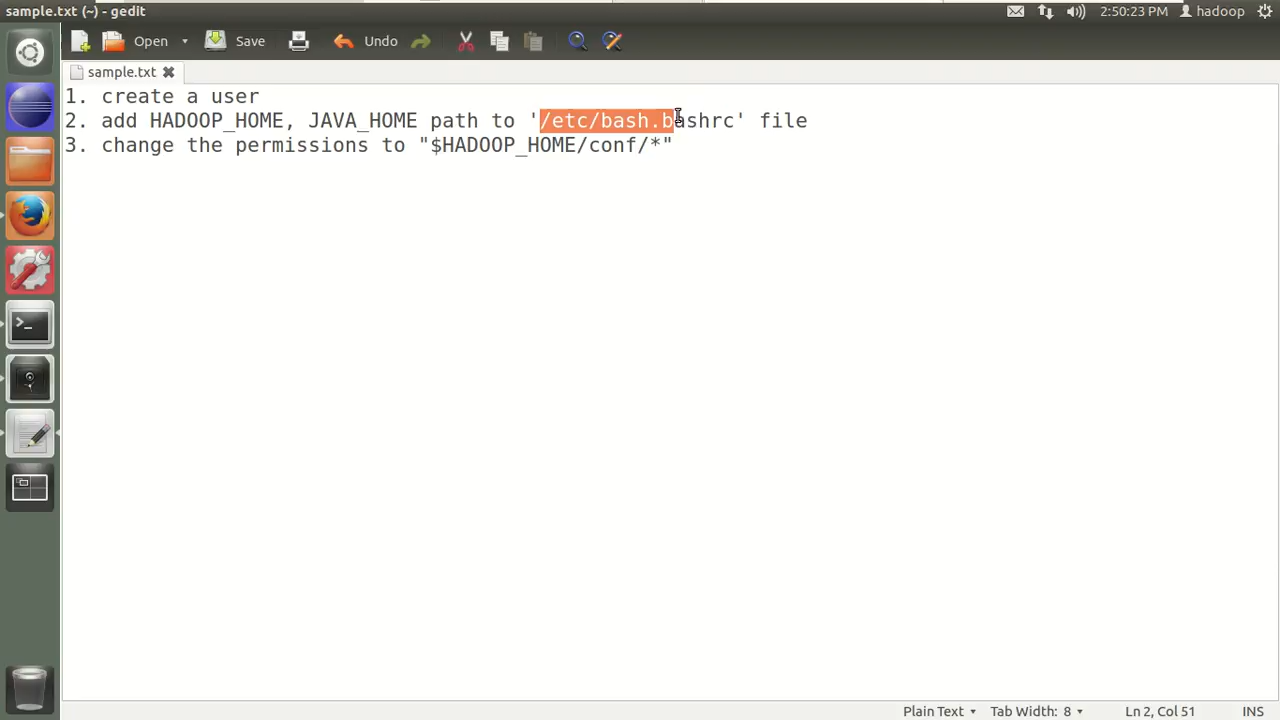 sample.txt (~) - gedit
2:50:23 PM hadoop
Open Save Undo
sample.txt
1. create a user
2. add HADOOP_HOME, JAVA_HOME path to '/etc/bash.bashrc' file
3. change the permissions to "$HADOOP_HOME/conf/*"
Plain Text Tab Width: 8 Ln 2, Col 51 INS